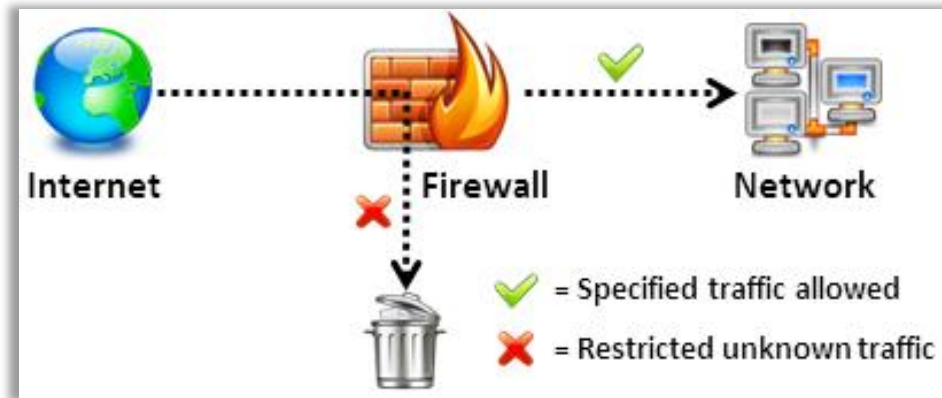 Internet
Firewall
Network
= Specified traffic allowed
= Restricted unknown traffic